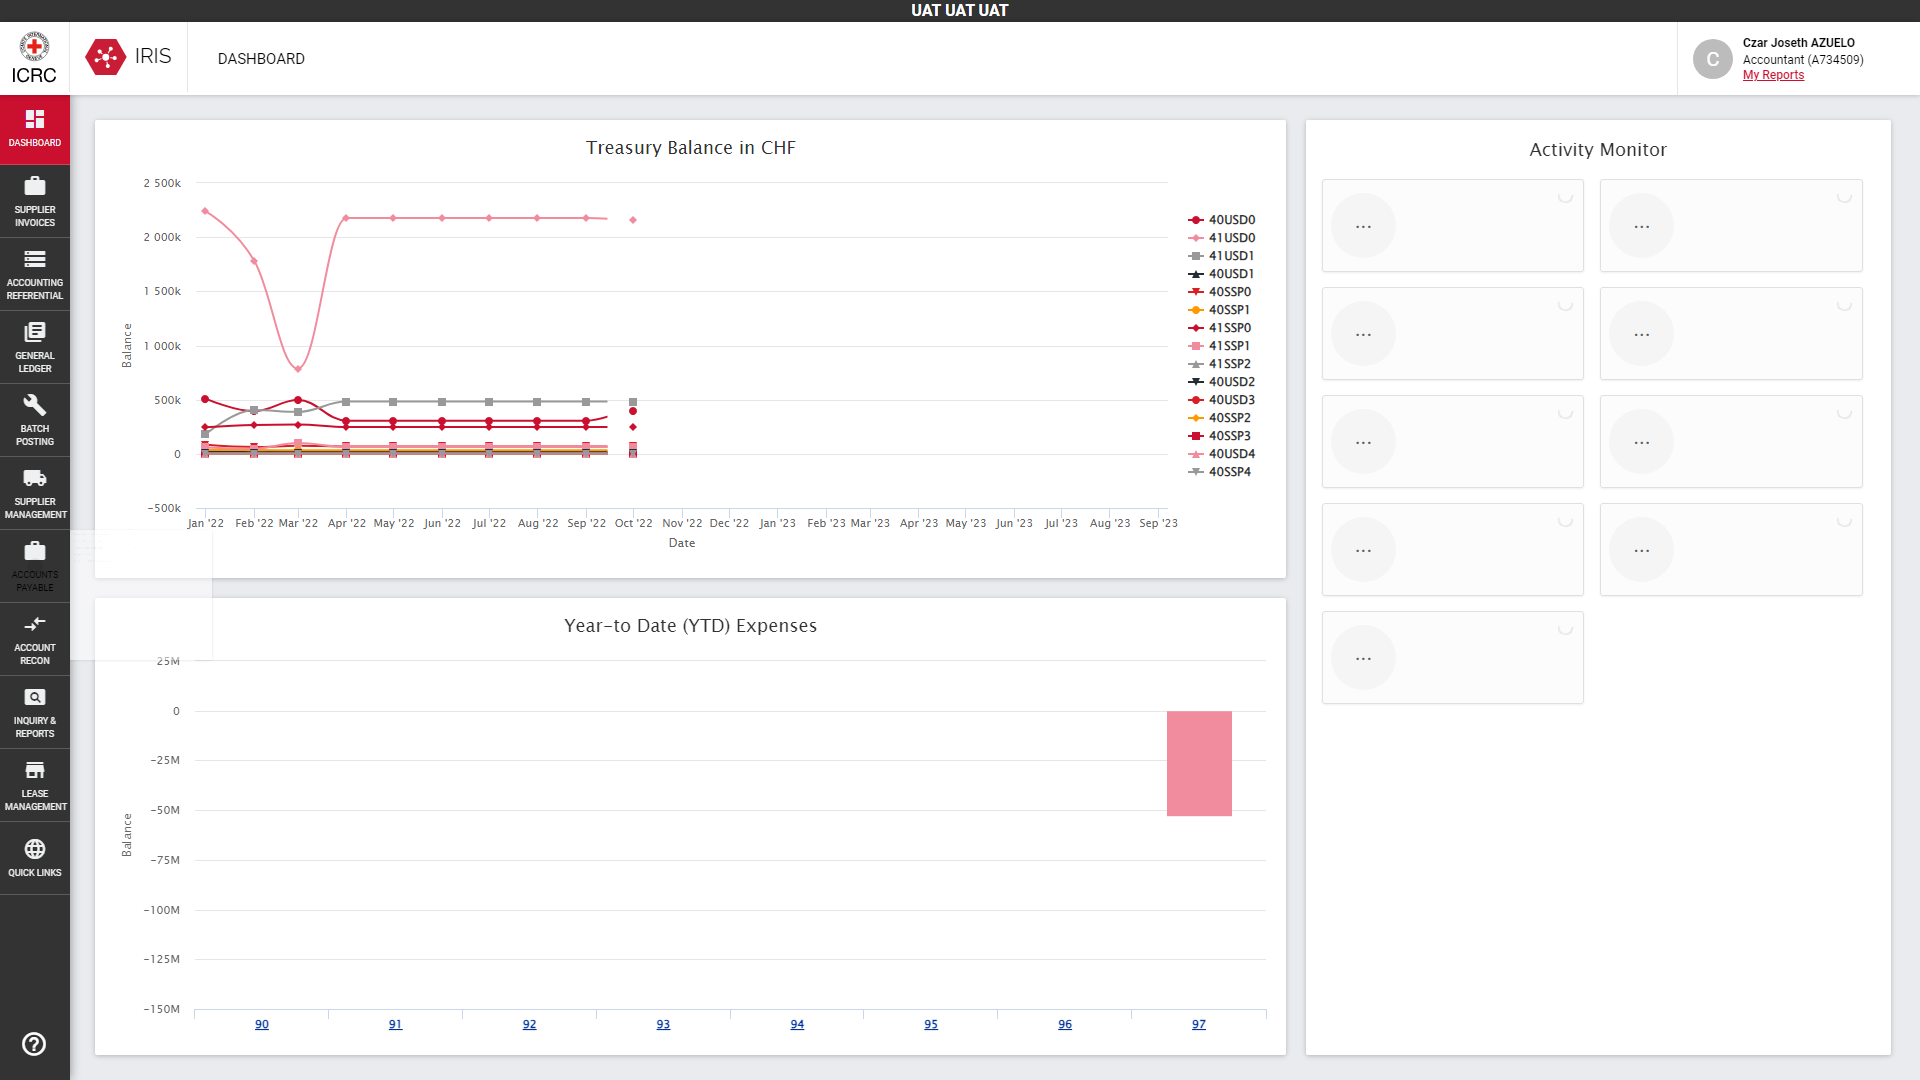 UAT UAT UAT
ICRC
IRIS
DASHBOARD
Czar Joseth AZUELO
C
Accountant (A734509)
My Reports
DASHBOARD
SUPPLIER
INVOICES
ACCOUNTING
REFERENTIAL
GENERAL
LEDGER
BATCH
POSTING
SUPPLIER
MANAGEMENT
ACCOUNTS
PAYABLE
ACCOUNT
RECON
INQUIRY &
REPORTS
LEASE
MANAGEMENT
QUICK LINKS
Treasury Balance in CHF
2 500k
2 000k
1 500k
1 000k
500k
0
-500k
Balance
Jan '22 Feb '22 Mar '22 Apr '22 May '22 Jun '22 Jul '22 Aug '22 Sep '22 Oct '22 Nov '22 Dec '22 Jan '23 Feb '23 Mar '23 Apr '23 May '23 Jun '23 Jul '23 Aug '23 Sep '23
Date
40USD0
41USD0
41USD1
40USD1
40SSP0
40SSP1
41SSP0
41SSP1
41SSP2
40USD2
40USD3
40SSP2
40SSP3
40USD4
40SSP4
Year-to Date (YTD) Expenses
25M
0
-25M
-50M
-75M
-100M
-125M
-150M
Balance
90 91 92 93 94 95 96 97
Activity Monitor
... ...
... ...
... ...
... ...
...